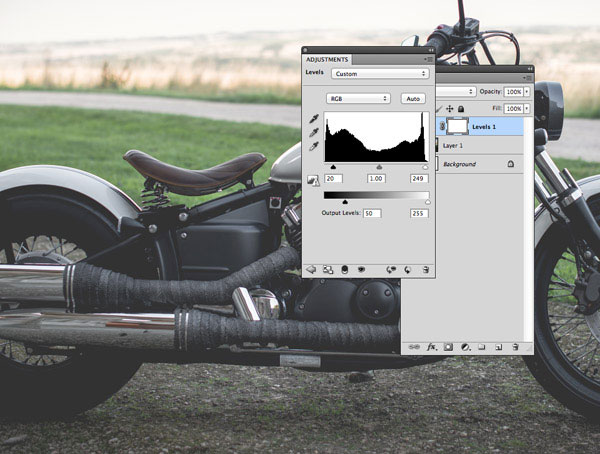 ADJUSTMENTS
Levels Custom
RGB Auto
20 1.00 249
Output Levels: 50 255
Opacity: 100%
Fill: 100%
Levels 1
Layer 1
Background
fx